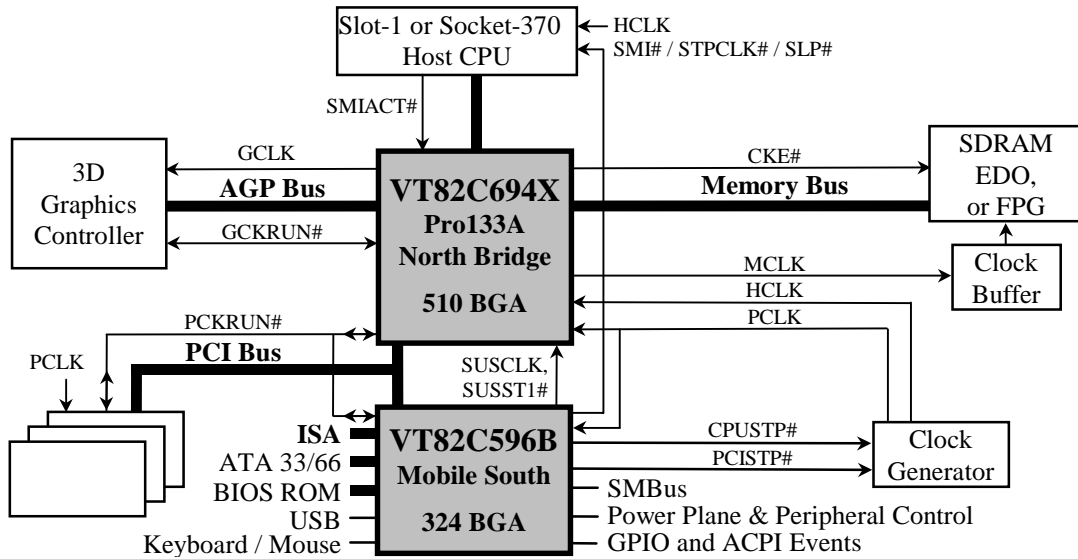 Slot-1 or Socket-370
Host CPU
HCLK
SMI# / STPCLK# / SLP#
SMIACT#
3D
Graphics
Controller
GCLK
AGP Bus
GCKRUN#
VT82C694X
Pro133A
North Bridge
510 BGA
CKE#
Memory Bus
SDRAM
EDO,
or FPG
MCLK
Clock
Buffer
HCLK
PCLK
PCKRUN#
PCI Bus
PCLK
SUSCLK,
SUSST1#
ISA
ATA 33/66
BIOS ROM
USB
Keyboard / Mouse
VT82C596B
Mobile South
324 BGA
CPUSTP#
PCISTP#
Clock
Generator
SMBus
Power Plane & Peripheral Control
GPIO and ACPI Events